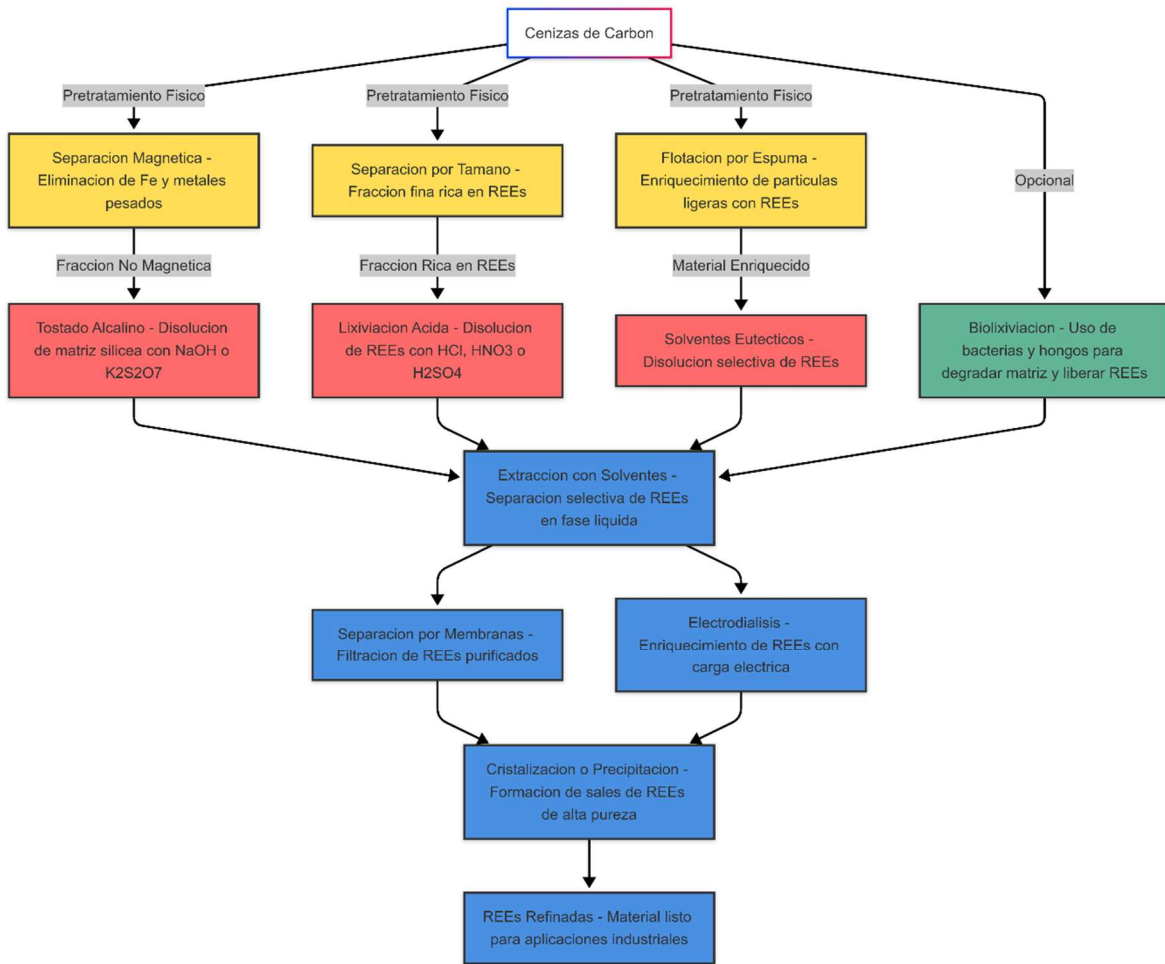 Cenizas de Carbon
Pretratamiento Fisico
Pretratamiento Fisico
Pretratamiento Fisico
Separacion Magnetica -
Eliminacion de Fe y metales
pesados
Separacion por Tamano -
Fraccion fina rica en REEs
Flotacion por Espuma -
Enriquecimiento de particulas
ligeras con REEs
Opcional
Fraccion No Magnetica
Fraccion Rica en REEs
Material Enriquecido
Tostado Alcalino - Disolucion
de matriz silicea con NaOH o
K2S2O7
Lixiviacion Acida - Disolucion
de REEs con HCl, HNO3 o
H2SO4
Solventes Eutecticos -
Disolucion selectiva de REEs
Biolixiviacion - Uso de
bacterias y hongos para
degradar matriz y liberar REEs
Extraccion con Solventes -
Separacion selectiva de REEs
en fase liquida
Separacion por Membranas -
Filtracion de REEs purificados
Electrodialisis -
Enriquecimiento de REEs con
carga electrica
Cristalizacion o Precipitacion -
Formacion de sales de REEs
de alta pureza
REEs Refinadas - Material listo
para aplicaciones industriales